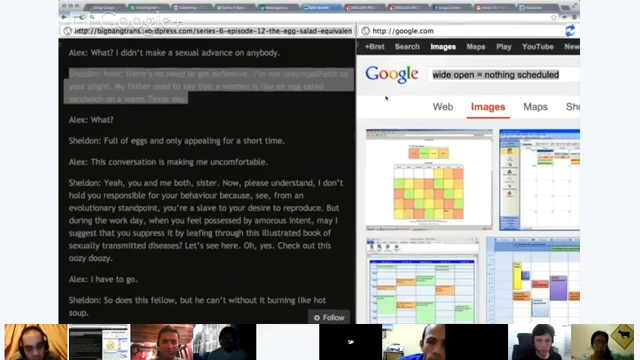 http://bigbangtrans.wordpress.com/series-6-episode-12-the-egg-salad-equivalen
Alex: What? I didn't make a sexual advance on anybody.
Sheldon: Now, there's no need to get defensive. I'm not unsympathetic to
your plight. My father used to say that a woman is like an egg salad
sandwich on a warm Texas day.
Alex: What?
Sheldon: Full of eggs and only appealing for a short time.
Alex: This conversation is making me uncomfortable.
Sheldon: Yeah, you and me both, sister. Now, please understand, I don't
hold you responsible for your behaviour because, see, from an
evolutionary standpoint, you're a slave to your desire to reproduce. But
during the work day, when you feel possessed by amorous intent, may I
suggest that you suppress it by leafing through this illustrated book of
sexually transmitted diseases? Let's see here. Oh, yes. Check out this
oozy doozy.
Alex: I have to go.
Sheldon: So does this fellow, but he can't without it burning like hot
soup.
Follow
http://google.com
+Bret Search Images Maps Play YouTube News
Google
wide open = nothing scheduled
Web Images Maps Sho